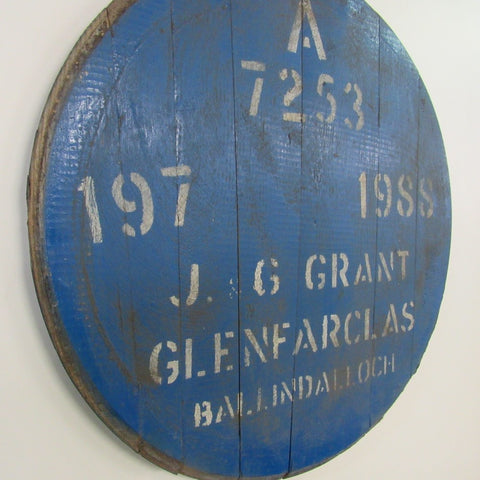 A
7253
197 1988
J. & G GRANT
GLENFARCLAS
BALLINDALLOCH